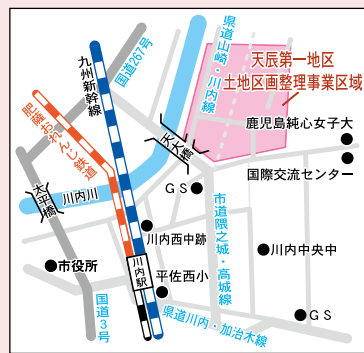 県道山崎・川内線
国道267号
天辰第一地区
土地区画整理事業区域
九州新幹線
肥薩おれんじ鉄道
鹿児島純心女子大
天大橋
国際交流センター
GS
太平橋
川内川
市道隈之城・高城線
川内西中跡
川内中央中
市役所
川内駅
平佐西小
国道3号
県道川内・加治木線
GS